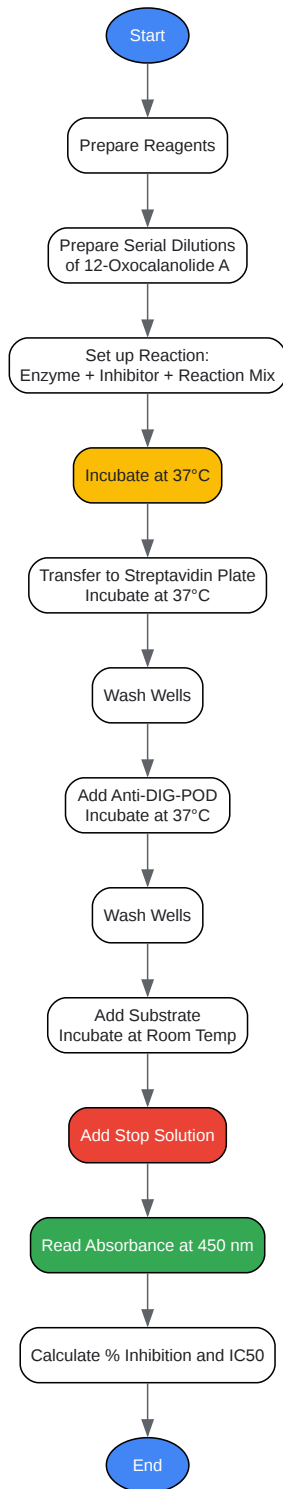 Start
Prepare Reagents
Prepare Serial Dilutions
of 12-Oxocalanolide A
Set up Reaction:
Enzyme + Inhibitor + Reaction Mix
Incubate at 37°C
Transfer to Streptavidin Plate
Incubate at 37°C
Wash Wells
Add Anti-DIG-POD
Incubate at 37°C
Wash Wells
Add Substrate
Incubate at Room Temp
Add Stop Solution
Read Absorbance at 450 nm
Calculate % Inhibition and IC50
End